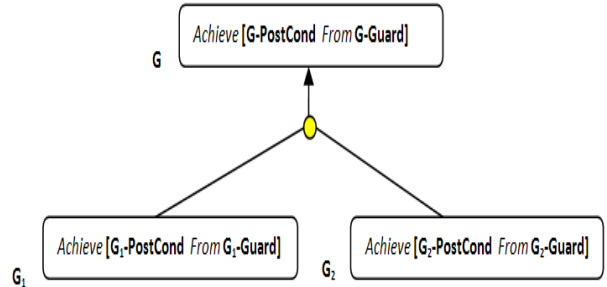 Achieve [G-PostCond From G-Guard]
G
Achieve [G₁-PostCond From G₁-Guard]
G₁
Achieve [G₂-PostCond From G₂-Guard]
G₂